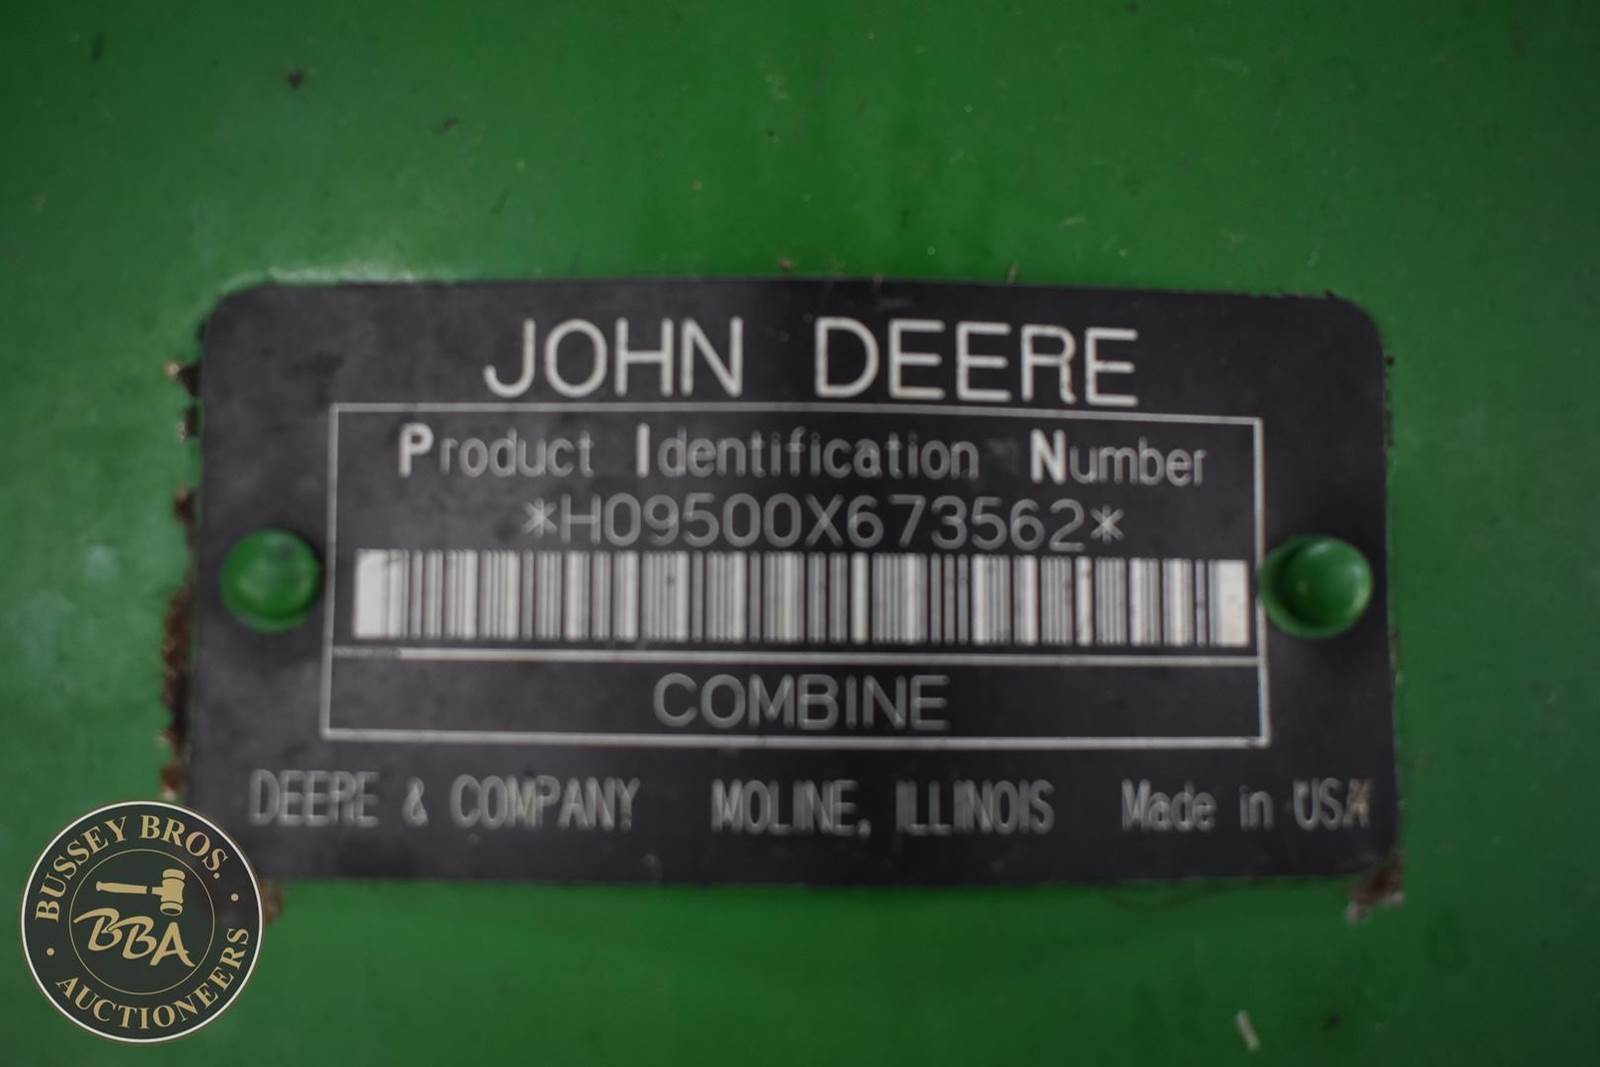 JOHN DEERE
Product Identification Number
*H09500X673562*
COMBINE
DEERE & COMPANY MOLINE, ILLINOIS Made in USA
BUSSEY BROS.
BBA
AUCTIONEERS